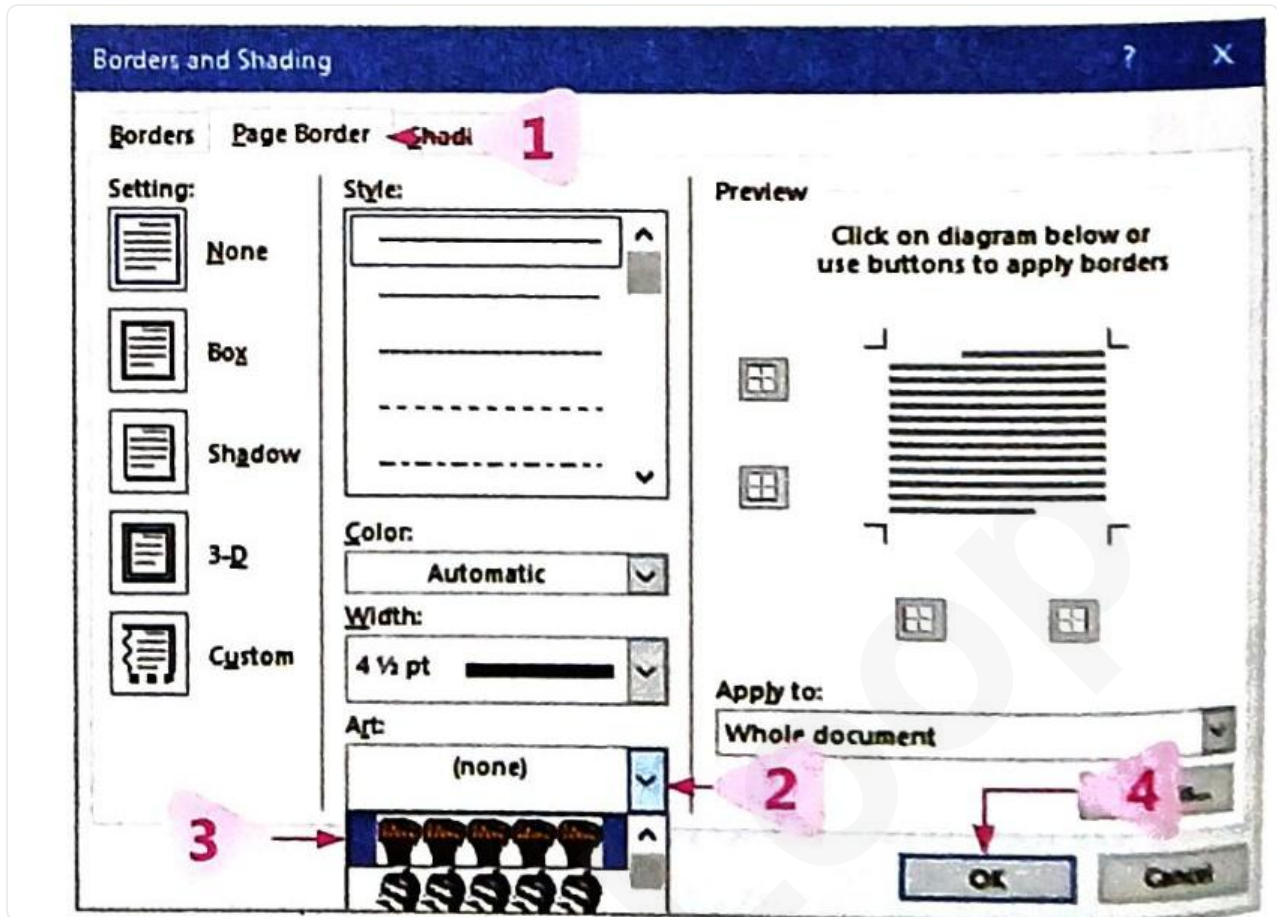 Borders and Shading ? X
Borders Page Border Shadi 1
Setting:
None
Box
Shadow
3-D
Custom
Style:
Color:
Automatic
Width:
4 ½ pt
Art:
(none)
2
3
Preview
Click on diagram below or
use buttons to apply borders
Apply to:
Whole document
4
OK Cancel